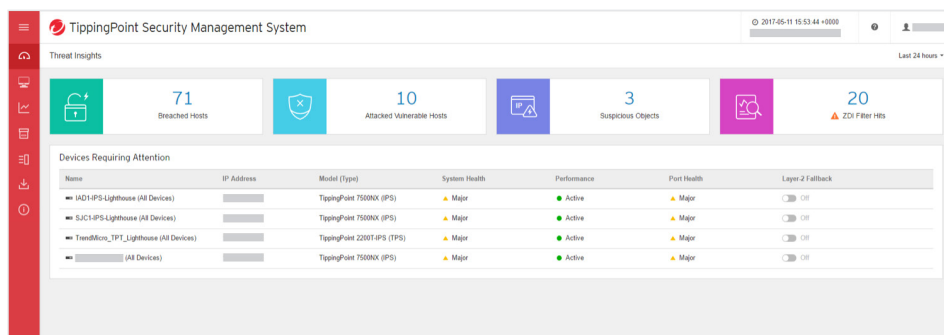 TippingPoint Security Management System
2017-05-11 15:53:44 +0000
Threat Insights
Last 24 hours
71
Breached Hosts
10
Attacked Vulnerable Hosts
3
Suspicious Objects
20
ZDI Filter Hits
IP
Devices Requiring Attention
Name IP Address Model (Type) System Health Performance Port Health Layer-2 Fallback
IAD1-IPS-Lighthouse (All Devices) TippingPoint 7500NX (IPS) Major Active Major Off
SJC1-IPS-Lighthouse (All Devices) TippingPoint 7500NX (IPS) Major Active Major Off
TrendMicro_TPT_Lighthouse (All Devices) TippingPoint 2200T-IPS (TPS) Major Active Major Off
(All Devices) TippingPoint 7500NX (IPS) Major Active Major Off